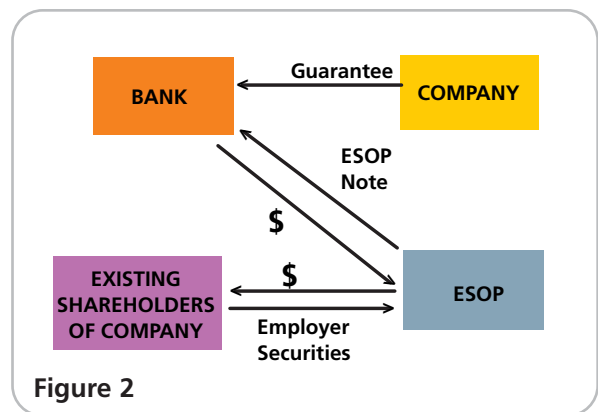 Guarantee
BANK
COMPANY
ESOP
Note
$
$
EXISTING
SHAREHOLDERS
OF COMPANY
ESOP
Employer
Securities
Figure 2